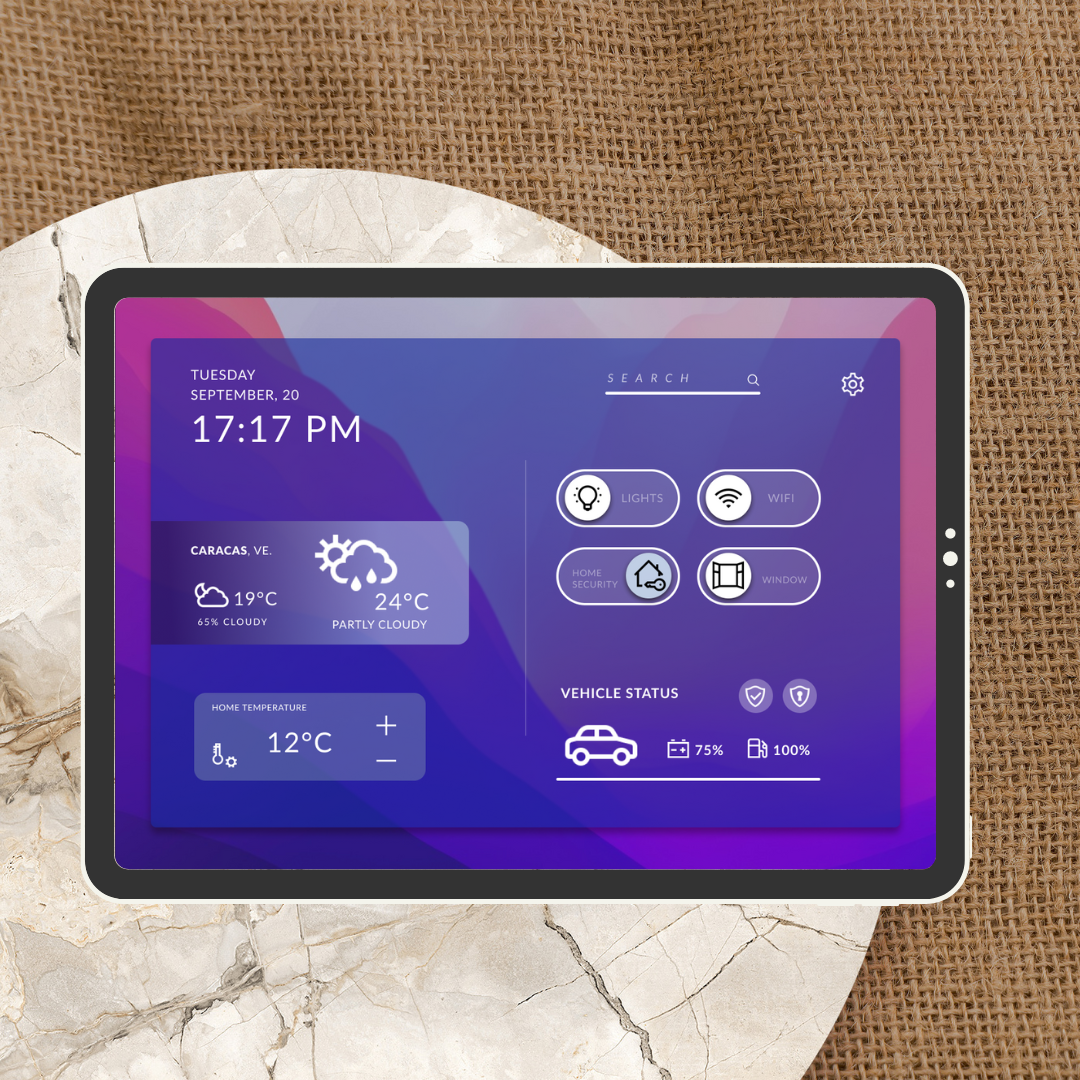 TUESDAY
SEPTEMBER, 20
17:17 PM
SEARCH
CARACAS, VE.
19°C
65% CLOUDY
24°C
PARTLY CLOUDY
HOME TEMPERATURE
12°C
LIGHTS
WIFI
HOME
SECURITY
WINDOW
VEHICLE STATUS
75%
100%